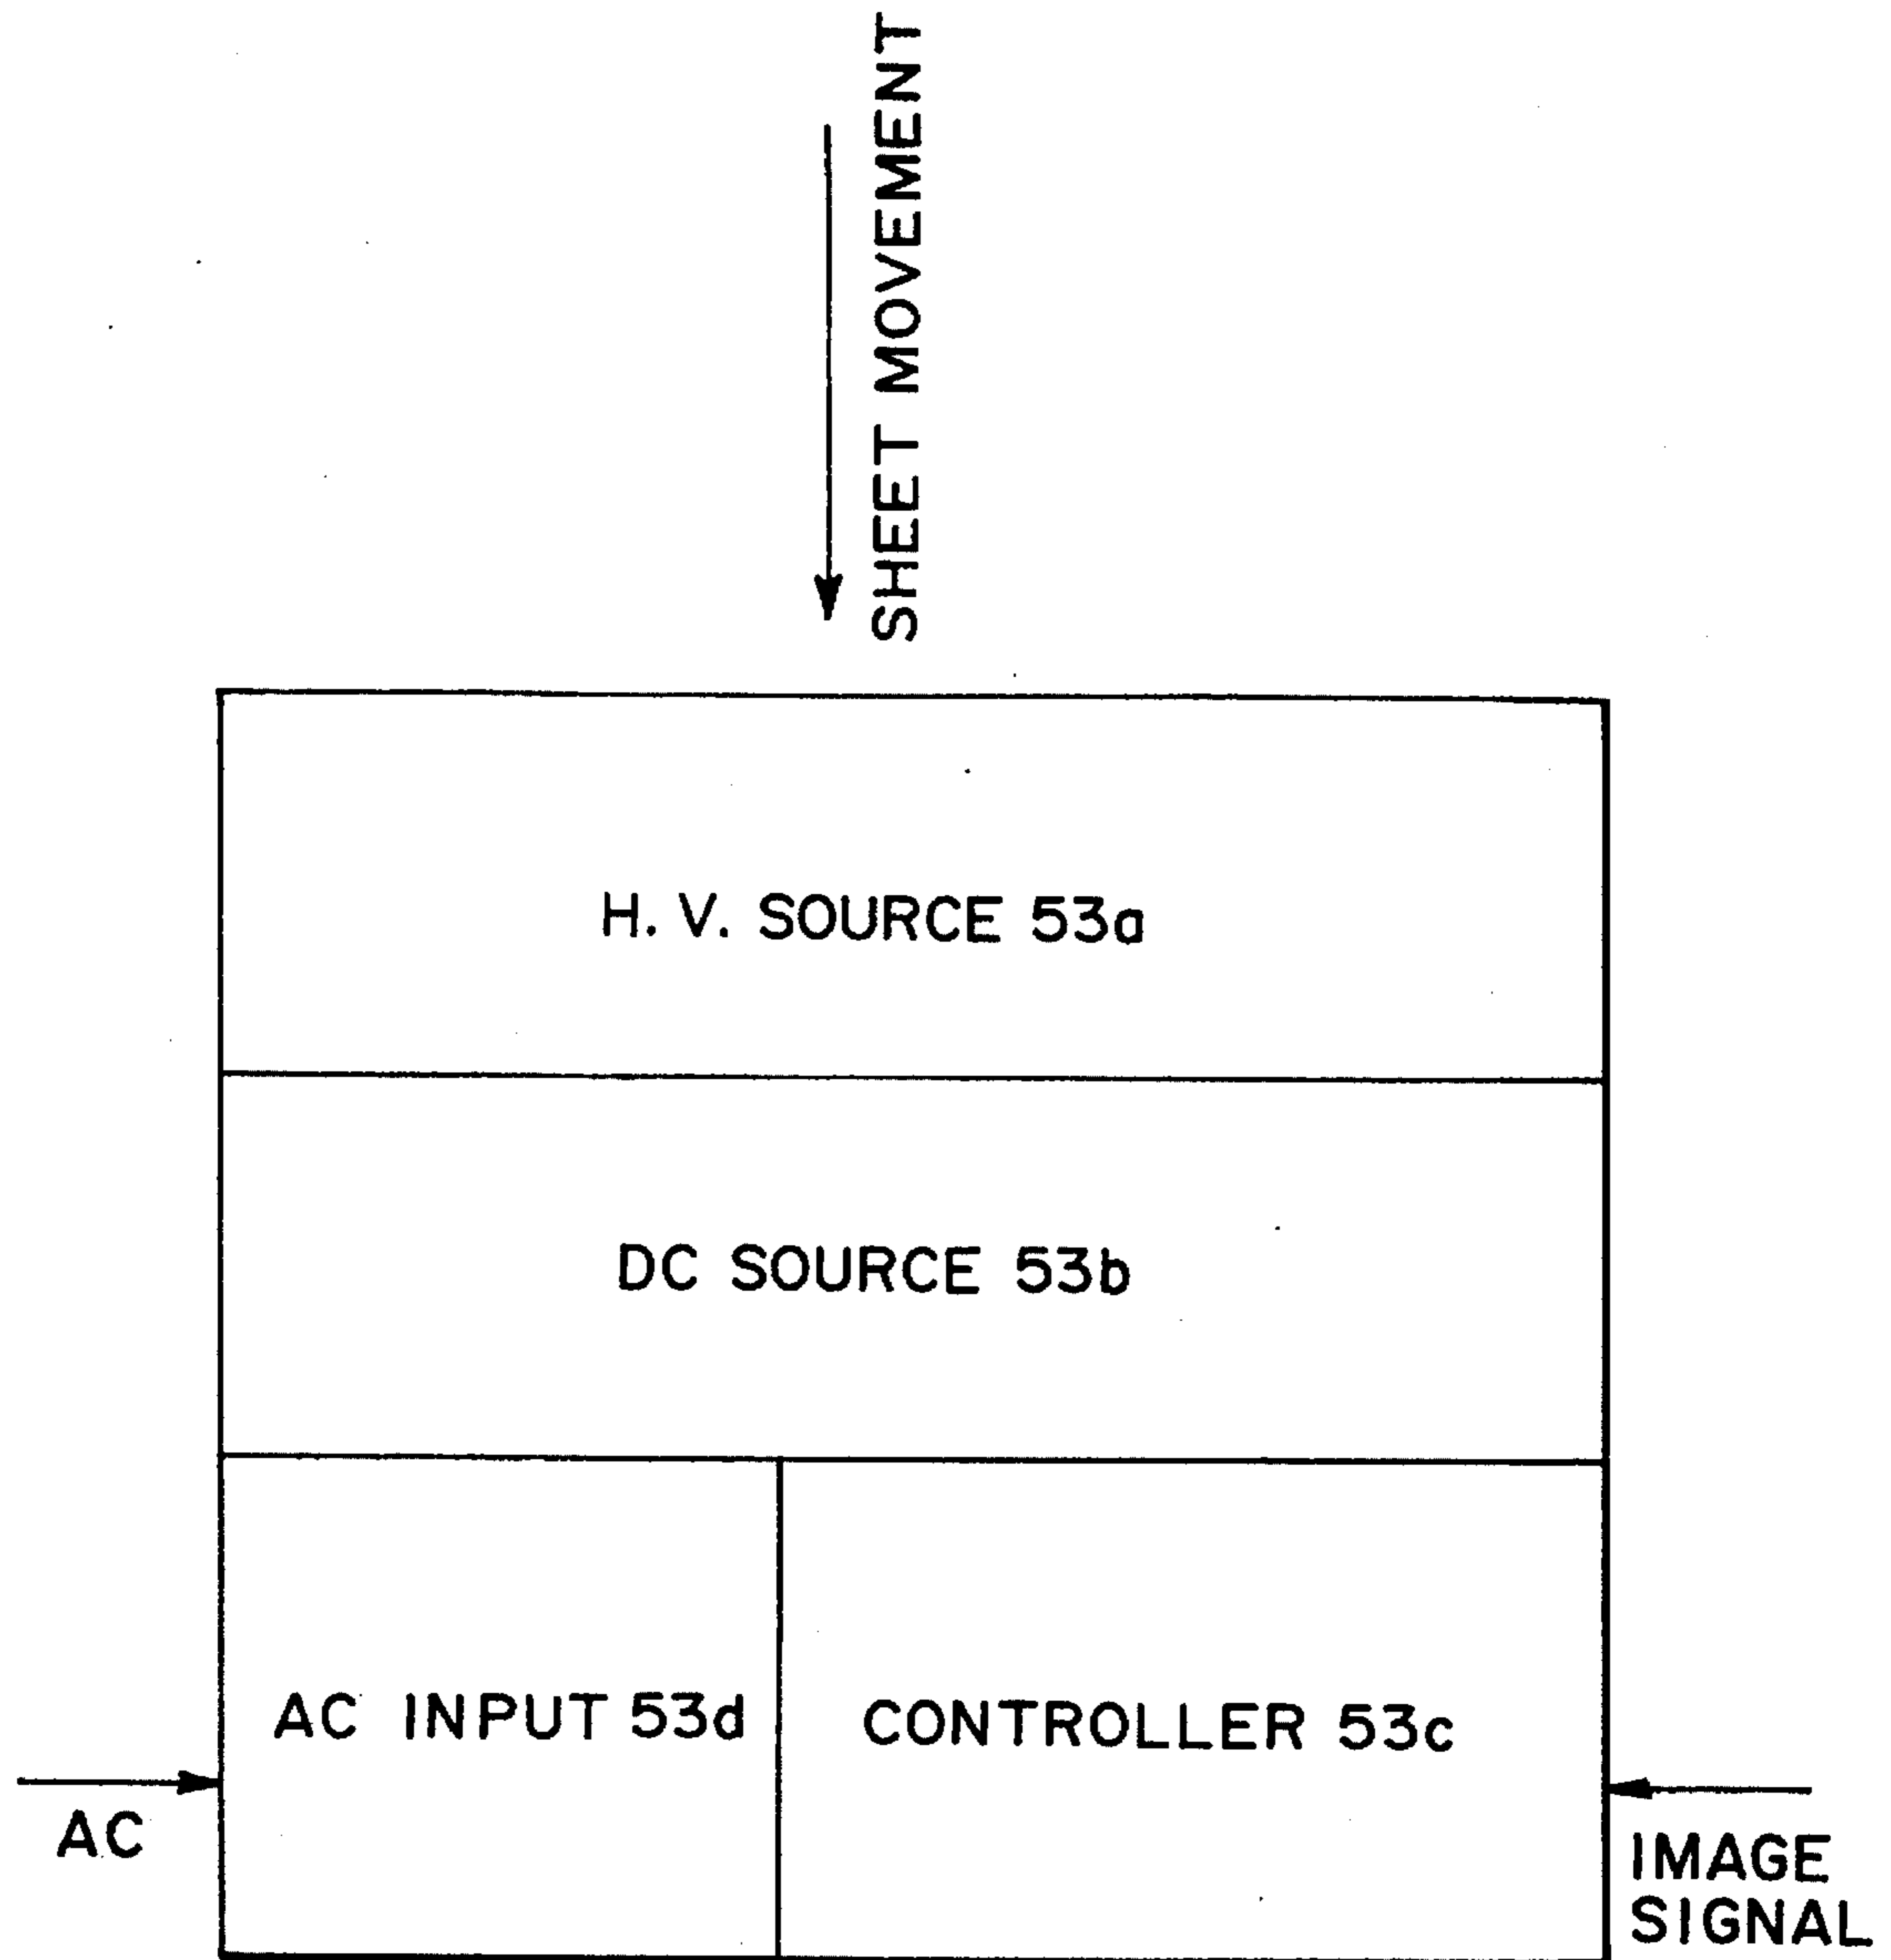 SHEET MOVEMENT
H. V. SOURCE 53a
DC SOURCE 53b
AC INPUT 53d
CONTROLLER 53c
AC
IMAGE
SIGNAL